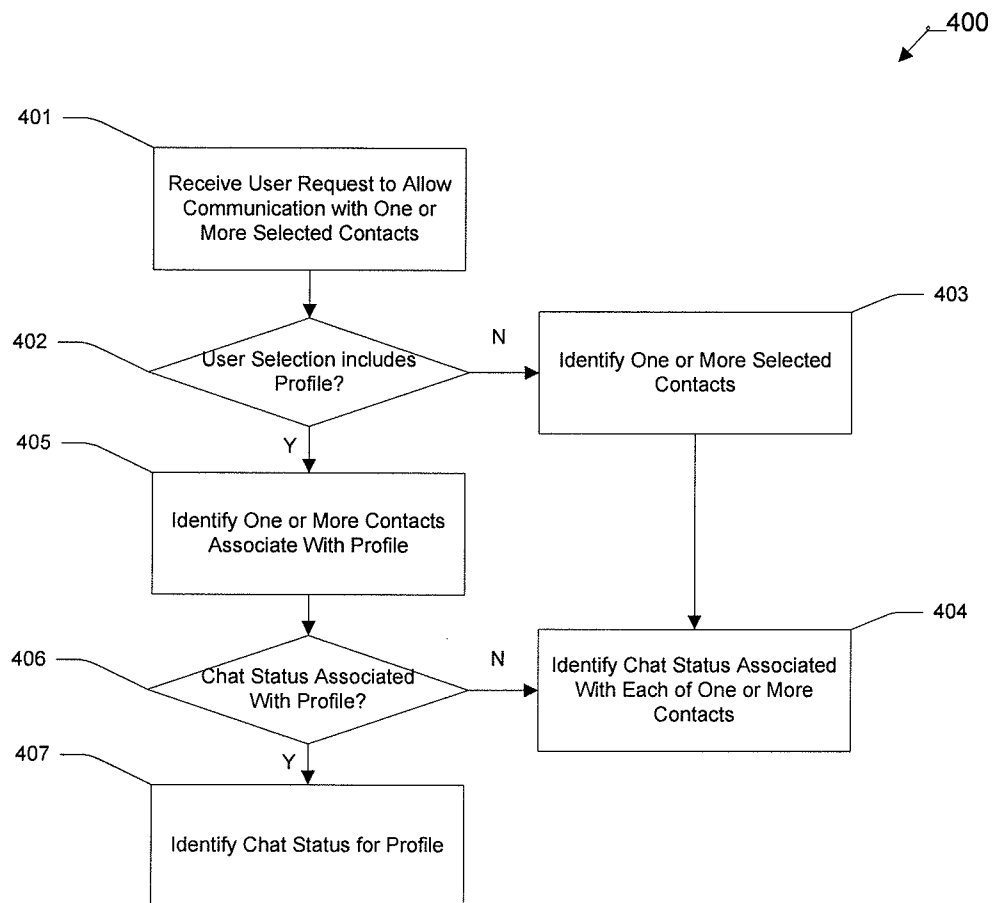 400
401
Receive User Request to Allow
Communication with One or
More Selected Contacts
402
User Selection includes
Profile?
N
403
Identify One or More Selected
Contacts
Y
405
Identify One or More Contacts
Associate With Profile
406
Chat Status Associated
With Profile?
N
404
Identify Chat Status Associated
With Each of One or More
Contacts
Y
407
Identify Chat Status for Profile